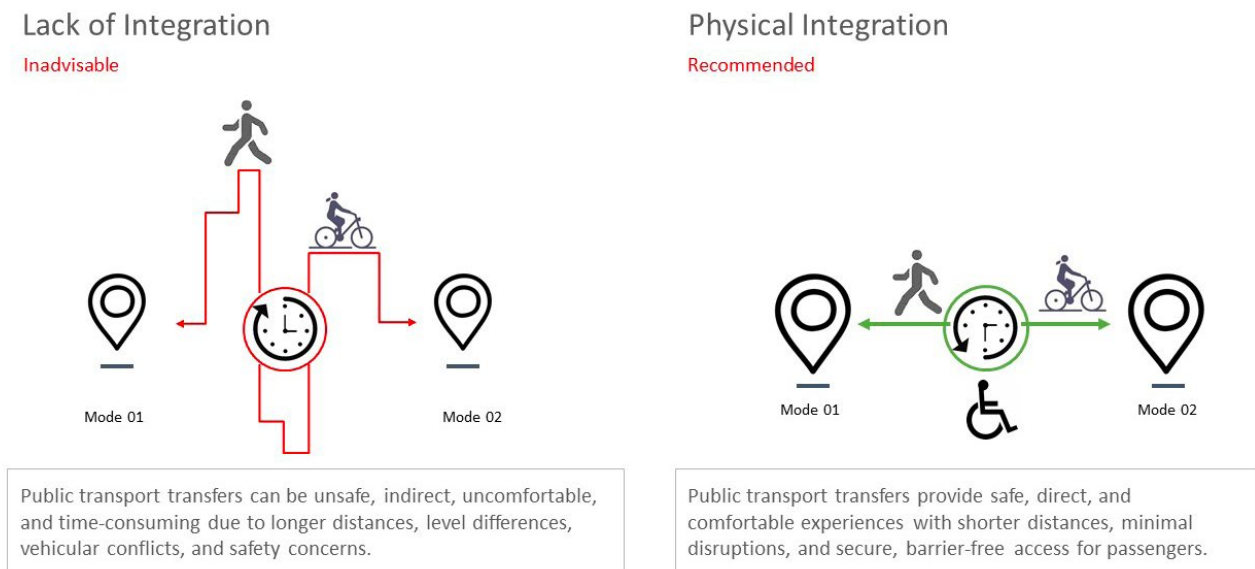 Lack of Integration
Inadvisable
Mode 01
Mode 02
Public transport transfers can be unsafe, indirect, uncomfortable,
and time-consuming due to longer distances, level differences,
vehicular conflicts, and safety concerns.
Physical Integration
Recommended
Mode 01
Mode 02
Public transport transfers provide safe, direct, and
comfortable experiences with shorter distances, minimal
disruptions, and secure, barrier-free access for passengers.